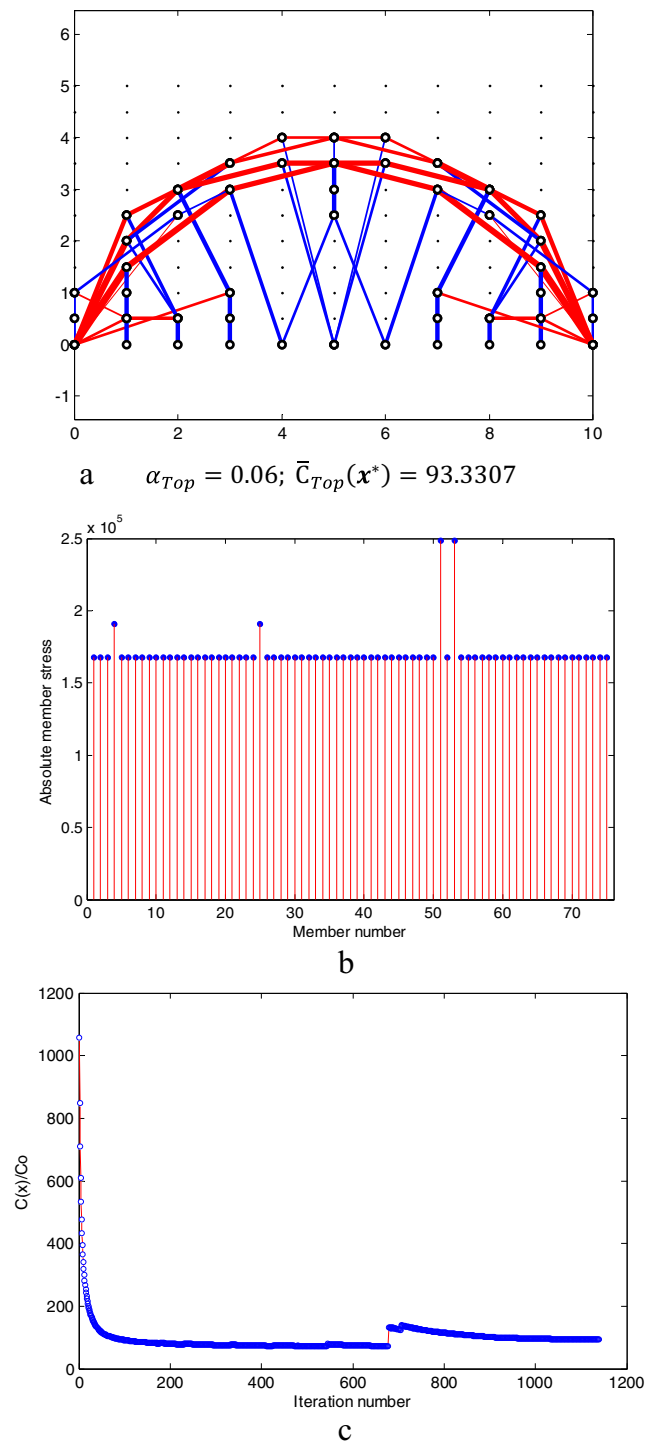 6
5
4
3
2
1
0
-1
0 2 4 6 8 10
a α_Top = 0.06; C̄_Top(x*) = 93.3307
x 10^5
2.5
2
1.5
1
0.5
0
Absolute member stress
0 10 20 30 40 50 60 70
Member number
b
1200
1000
800
600
400
200
0
C(x)/Co
0 200 400 600 800 1000 1200
Iteration number
c